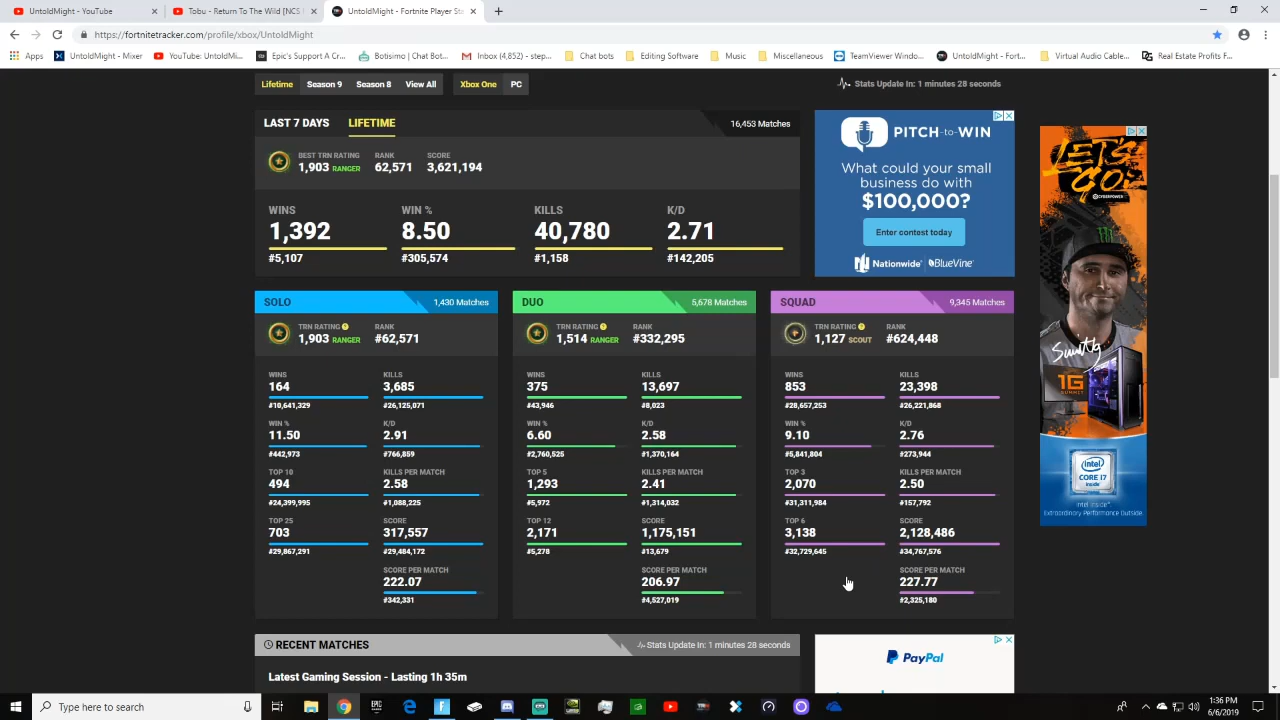 UntoldMight - YouTube
Tobu - Return To The Wild [NCS
UntoldMight - Fortnite Player Sta
https://fortnitetracker.com/profile/xbox/UntoldMight
Apps UntoldMight - Mixer YouTube: UntoldMi... Epic's Support A Cr... Botisimo | Chat Bot... Inbox (4,852) - step... Chat bots Editing Software Music Miscellaneous TeamViewer Windo... UntoldMight - Fortn... Virtual Audio Cable... Real Estate Profits F...
Lifetime Season 9 Season 8 View All Xbox One PC
Stats Update In: 1 minutes 28 seconds
LAST 7 DAYS LIFETIME 16,453 Matches
BEST TRN RATING RANK SCORE
1,903 RANGER 62,571 3,621,194
WINS WIN % KILLS K/D
1,392 8.50 40,780 2.71
#5,107 #305,574 #1,158 #142,205
PITCH-to-WIN
What could your small
business do with
$100,000?
Enter contest today
Nationwide BlueVine
LET'S
GO
CYBERPOWER
1G
SUMMIT
intel
CORE i7
inside
Intel Inside®.
Extraordinary Performance Outside.
SOLO 1,430 Matches
TRN RATING RANK
1,903 RANGER #62,571
WINS KILLS
164 3,685
#10,641,329 #26,125,071
WIN % K/D
11.50 2.91
#442,973 #766,859
TOP 10 KILLS PER MATCH
494 2.58
#24,399,995 #1,088,225
TOP 25 SCORE
703 317,557
#29,867,291 #29,484,172
SCORE PER MATCH
222.07
#342,331
DUO 5,678 Matches
TRN RATING RANK
1,514 RANGER #332,295
WINS KILLS
375 13,697
#43,946 #8,023
WIN % K/D
6.60 2.58
#2,760,525 #1,370,164
TOP 5 KILLS PER MATCH
1,293 2.41
#5,972 #1,314,032
TOP 12 SCORE
2,171 1,175,151
#5,278 #13,679
SCORE PER MATCH
206.97
#4,527,019
SQUAD 9,345 Matches
TRN RATING RANK
1,127 SCOUT #624,448
WINS KILLS
853 23,398
#28,657,253 #26,221,868
WIN % K/D
9.10 2.76
#5,841,804 #273,944
TOP 3 KILLS PER MATCH
2,070 2.50
#31,311,984 #157,792
TOP 6 SCORE
3,138 2,128,486
#32,729,645 #34,767,576
SCORE PER MATCH
227.77
#2,325,180
RECENT MATCHES Stats Update In: 1 minutes 28 seconds
Latest Gaming Session - Lasting 1h 35m
PayPal
Type here to search
1:36 PM
6/6/2019